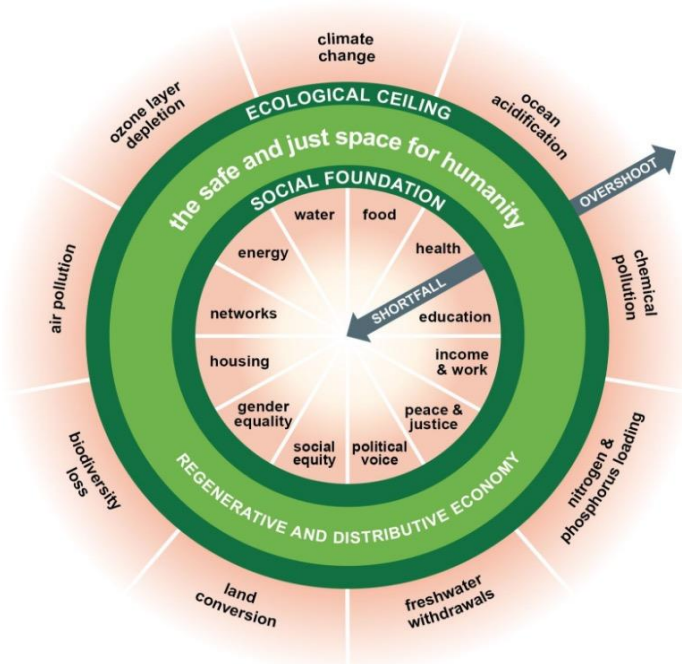 climate
change
ocean
acidification
chemical
pollution
nitrogen &
phosphorus loading
freshwater
withdrawals
land
conversion
biodiversity
loss
air pollution
ozone layer
depletion
OVERSHOOT
ECOLOGICAL CEILING
the safe and just space for humanity
SOCIAL FOUNDATION
water
food
health
SHORTFALL
education
income
& work
peace &
justice
political
voice
social
equity
gender
equality
housing
networks
energy
REGENERATIVE AND DISTRIBUTIVE ECONOMY